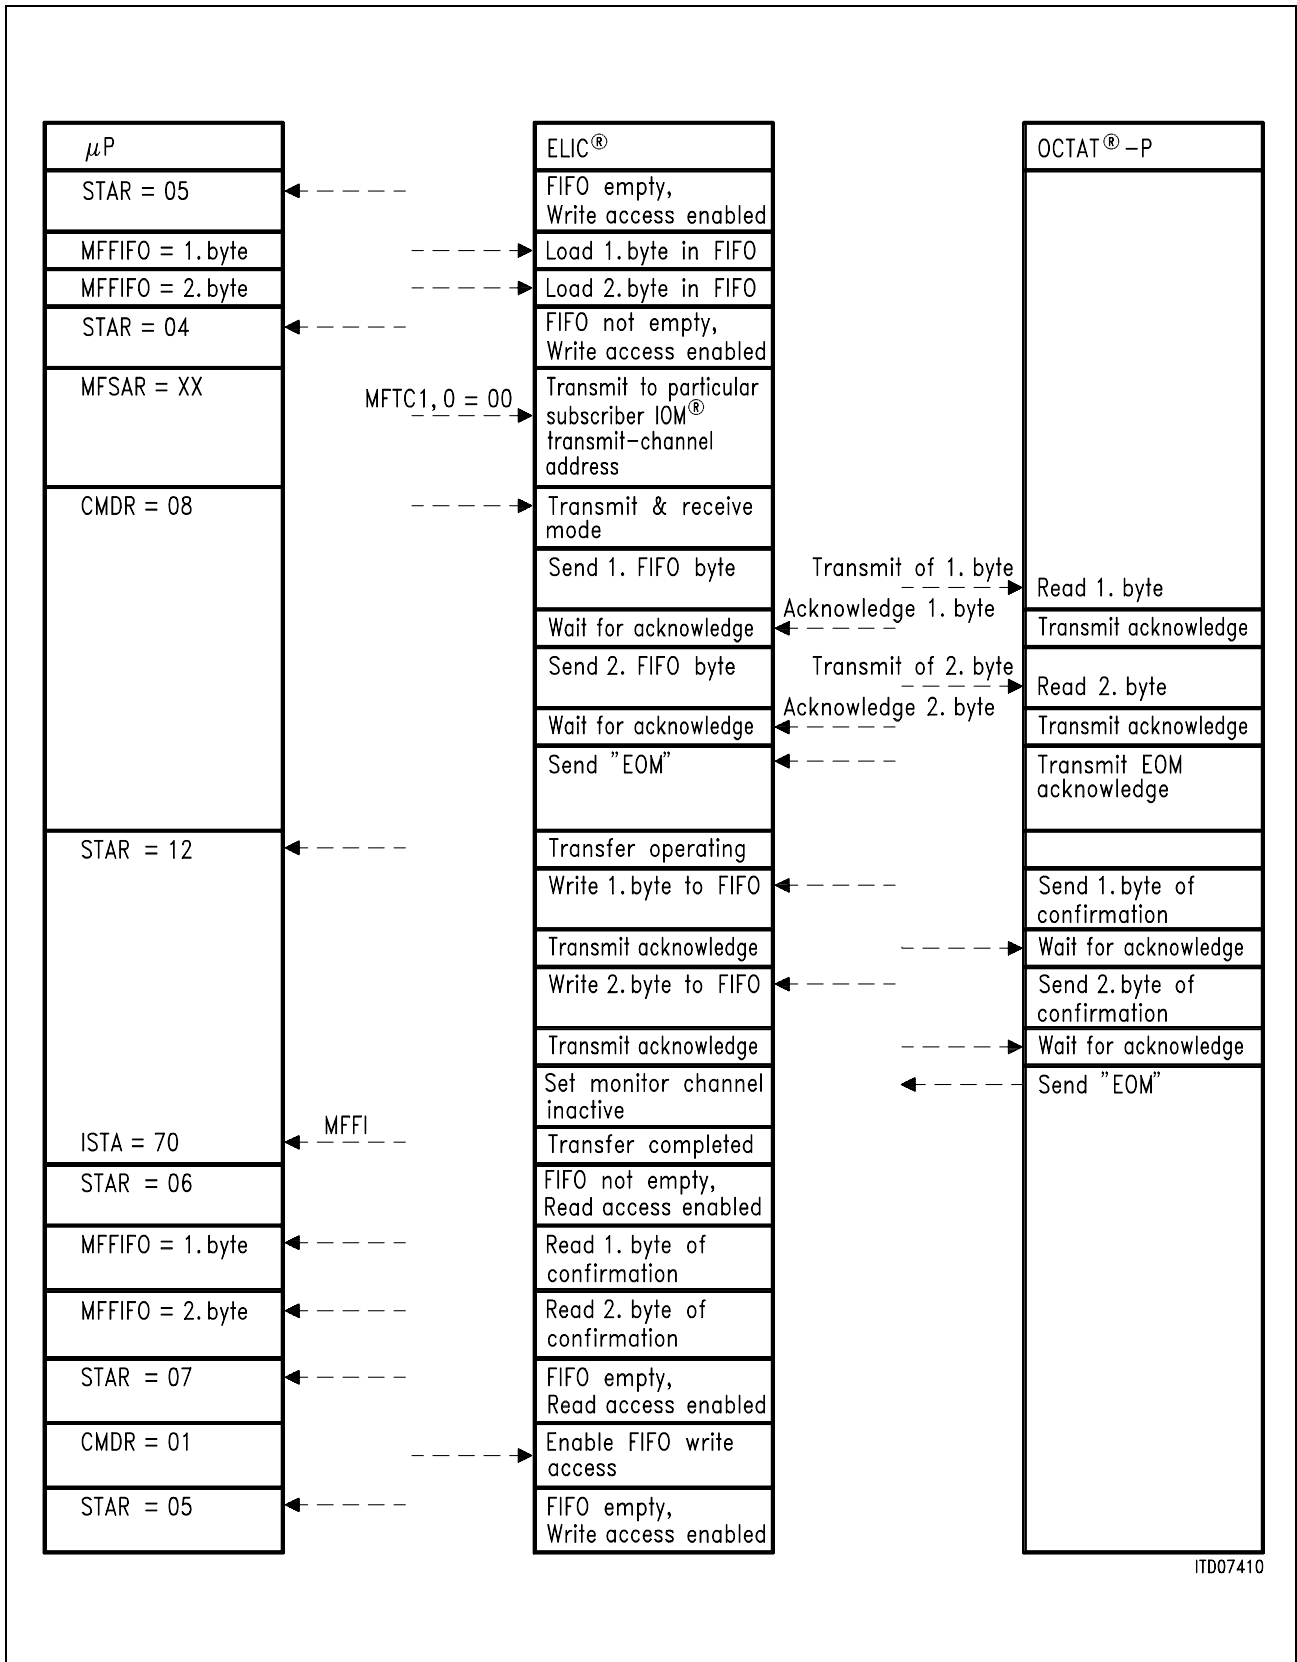 µP
ELIC®
OCTAT®-P
STAR = 05
FIFO empty,
Write access enabled
MFFIFO = 1.byte
Load 1.byte in FIFO
MFFIFO = 2.byte
Load 2.byte in FIFO
STAR = 04
FIFO not empty,
Write access enabled
MFSAR = XX
MFTC1,0 = 00
Transmit to particular
subscriber IOM®
transmit-channel
address
CMDR = 08
Transmit & receive
mode
Send 1. FIFO byte
Transmit of 1. byte
Read 1. byte
Wait for acknowledge
Acknowledge 1. byte
Transmit acknowledge
Send 2. FIFO byte
Transmit of 2. byte
Read 2. byte
Wait for acknowledge
Acknowledge 2. byte
Transmit acknowledge
Send "EOM"
Transmit EOM
acknowledge
STAR = 12
Transfer operating
Write 1.byte to FIFO
Send 1.byte of
confirmation
Transmit acknowledge
Wait for acknowledge
Write 2.byte to FIFO
Send 2.byte of
confirmation
Transmit acknowledge
Wait for acknowledge
Set monitor channel
inactive
Send "EOM"
ISTA = 70
MFFI
Transfer completed
STAR = 06
FIFO not empty,
Read access enabled
MFFIFO = 1.byte
Read 1. byte of
confirmation
MFFIFO = 2.byte
Read 2. byte of
confirmation
STAR = 07
FIFO empty,
Read access enabled
CMDR = 01
Enable FIFO write
access
STAR = 05
FIFO empty,
Write access enabled
ITD07410